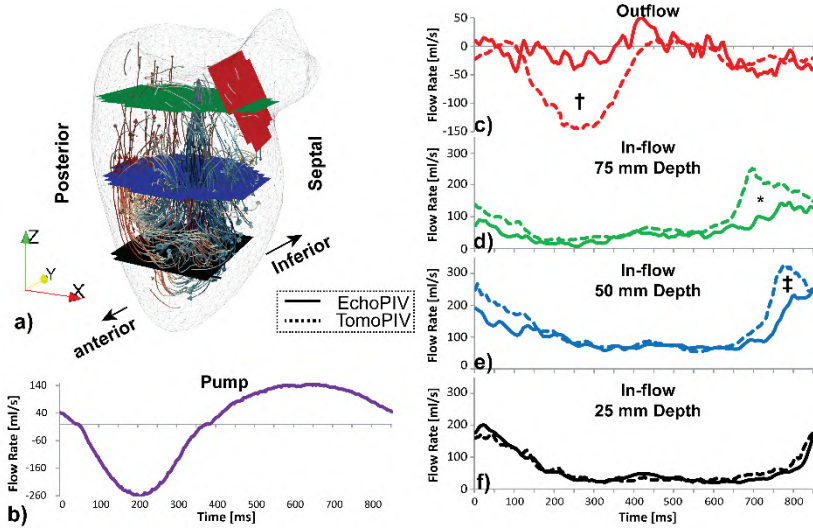 a)
Posterior
Septal
Inferior
anterior
Z
Y
X
EchoPIV
TomoPIV
b)
Pump
Flow Rate [ml/s]
140
40
-60
-160
-260
0 100 200 300 400 500 600 700 800
Time [ms]
Outflow
Flow Rate [ml/s]
50
0
-50
-100
-150
†
c)
In-flow
75 mm Depth
Flow Rate [ml/s]
300
200
100
0
*
d)
In-flow
50 mm Depth
Flow Rate [ml/s]
300
200
100
0
‡
e)
In-flow
25 mm Depth
Flow Rate [ml/s]
300
200
100
0
f)
0 100 200 300 400 500 600 700 800
Time [ms]